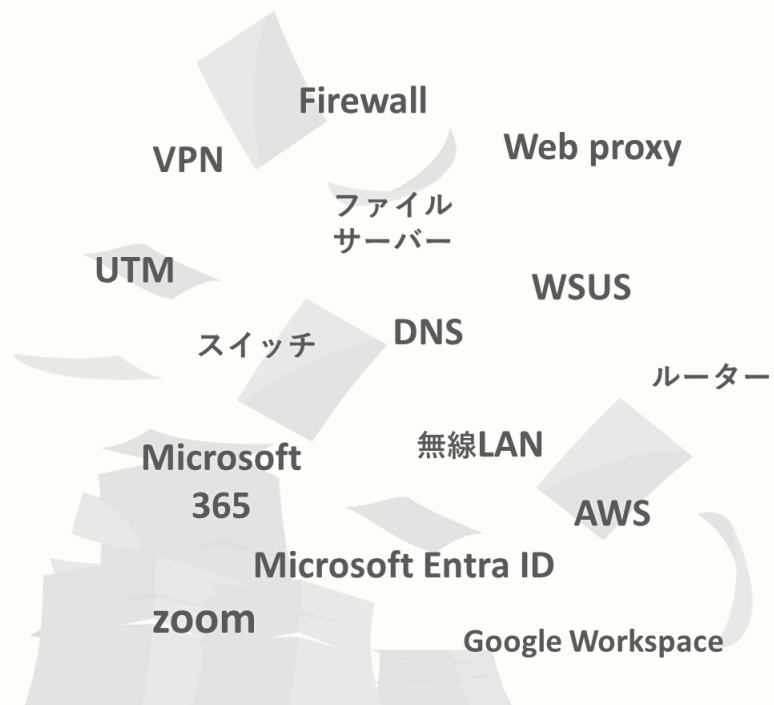 Firewall
Web proxy
VPN
ファイル
サーバー
UTM
WSUS
DNS
スイッチ
ルーター
無線LAN
Microsoft
365
AWS
Microsoft Entra ID
zoom
Google Workspace